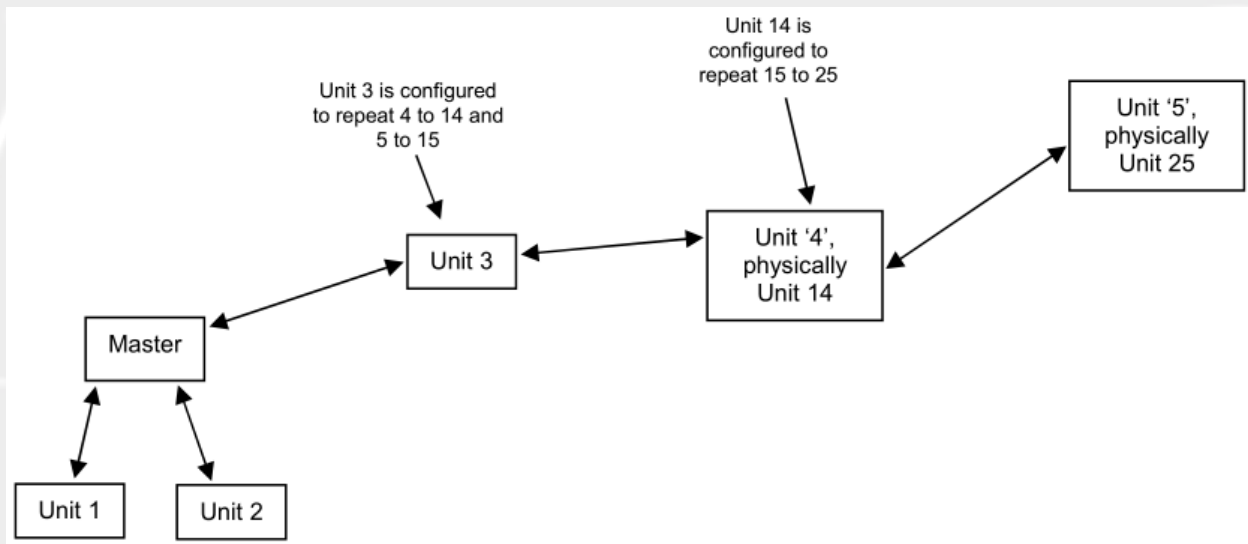 Unit 14 is
configured to
repeat 15 to 25
Unit 3 is configured
to repeat 4 to 14 and
5 to 15
Unit ‘5’,
physically
Unit 25
Unit ‘4’,
physically
Unit 14
Unit 3
Master
Unit 1
Unit 2